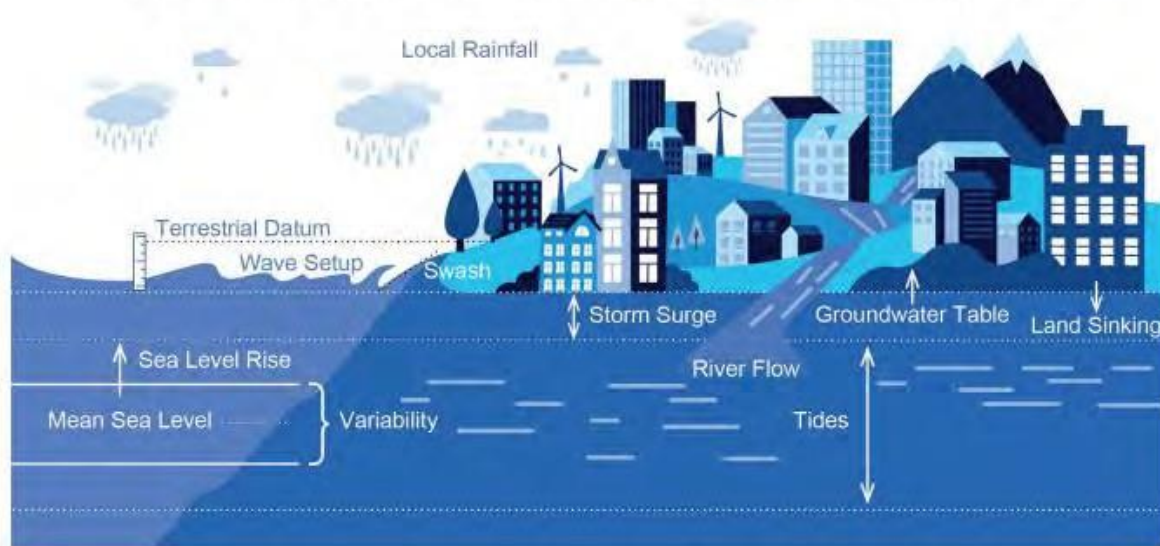 Local Rainfall
Terrestrial Datum
Wave Setup
Swash
Storm Surge
Groundwater Table
Land Sinking
Sea Level Rise
River Flow
Mean Sea Level
Variability
Tides